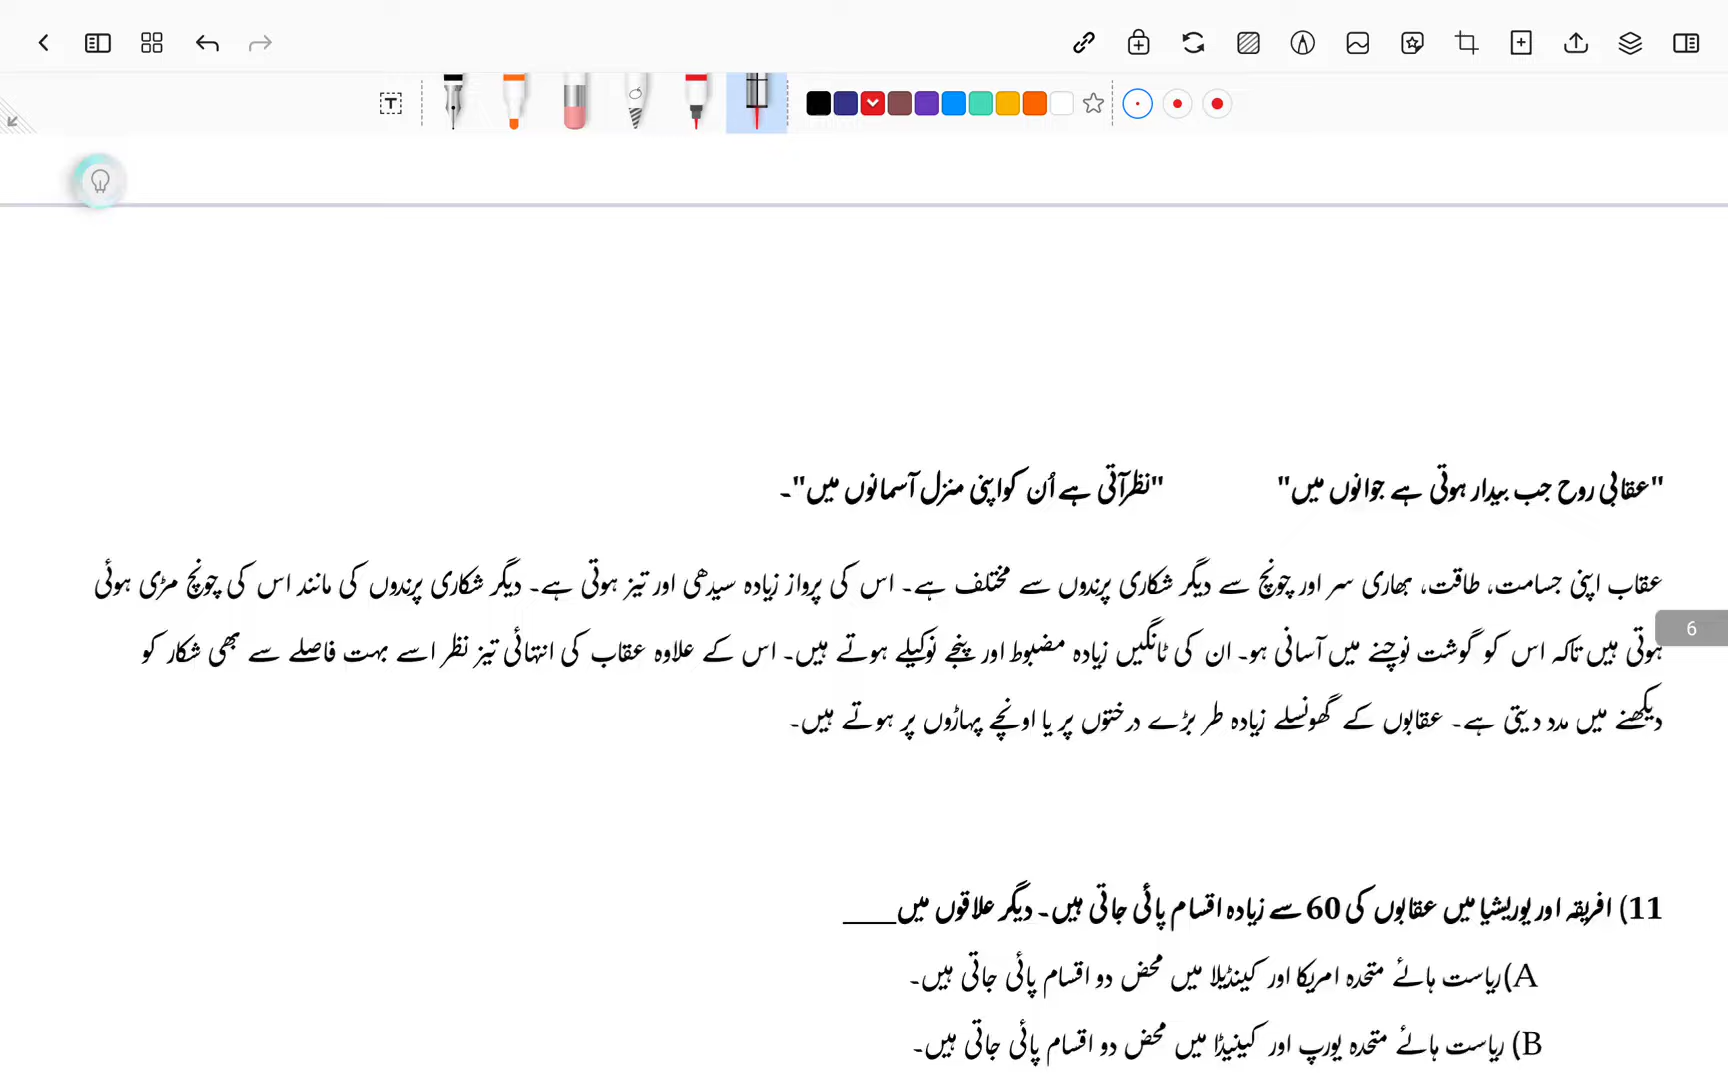 T
"عقابی روح جب بیدار ہوتی ہے جوانوں میں" "نظرآتی ہے اُن کواپنی منزل آسمانوں میں"۔
عقاب اپنی جسامت، طاقت، بھاری سر اور چونچ سے دیگر شکاری پرندوں سے مختلف ہے۔ اس کی پرواز زیادہ سیدھی اور تیز ہوتی ہے۔ دیگر شکاری پرندوں کی مانند اس کی چونچ مڑی ہوئی
6
ہوتی ہیں تاکہ اس کو گوشت نوچنے میں آسانی ہو۔ ان کی ٹانگیں زیادہ مضبوط اور پنجے نوکیلے ہوتے ہیں۔ اس کے علاوہ عقاب کی انتہائی تیز نظر اسے بہت فاصلے سے بھی شکار کو
دیکھنے میں مدد دیتی ہے۔ عقابوں کے گھونسلے زیادہ طر بڑے درختوں پر یا اونچے پہاڑوں پر ہوتے ہیں۔
11) افریقہ اور یوریشیا میں عقابوں کی 60 سے زیادہ اقسام پائی جاتی ہیں۔ دیگر علاقوں میں____
A)ریاست ہائے متحدہ امریکا اور کینڈیلا میں محض دو اقسام پائی جاتی ہیں۔
B) ریاست ہائے متحدہ یورپ اور کینیڈا میں محض دو اقسام پائی جاتی ہیں۔